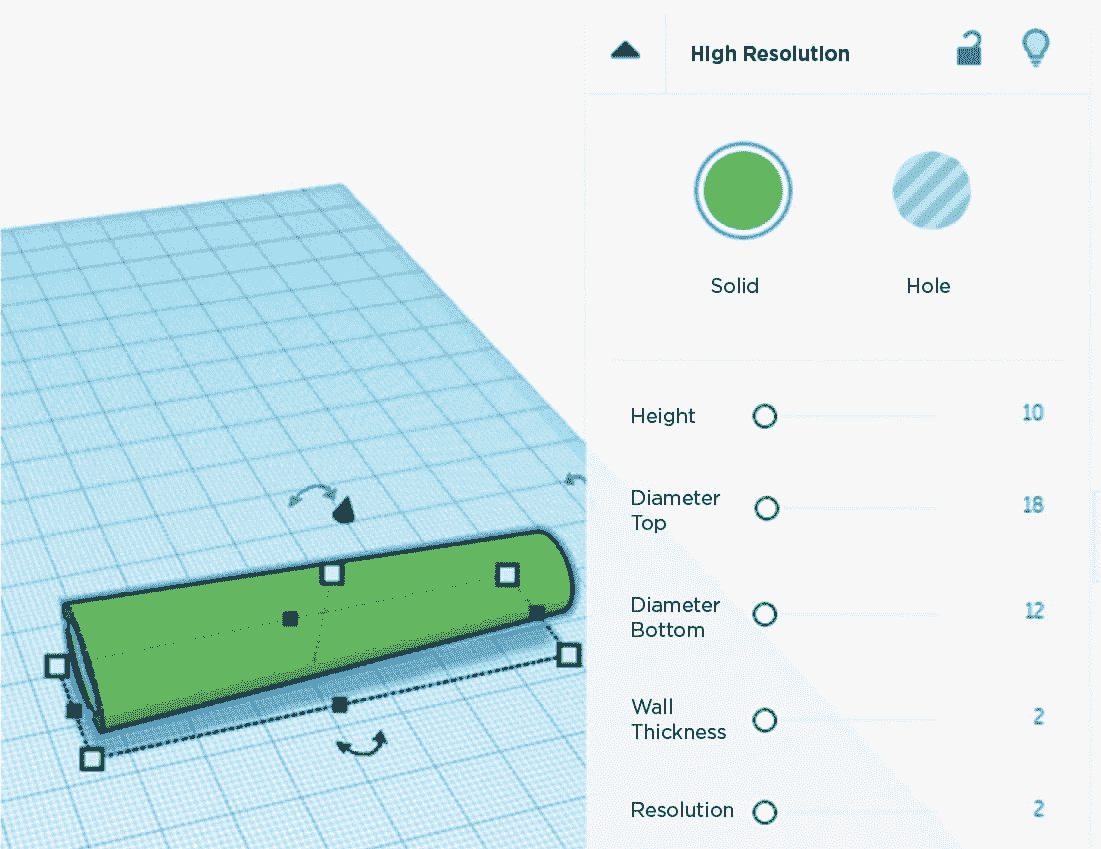 High Resolution
Solid
Hole
Height
10
Diameter
Top
18
Diameter
Bottom
12
Wall
Thickness
2
Resolution
2